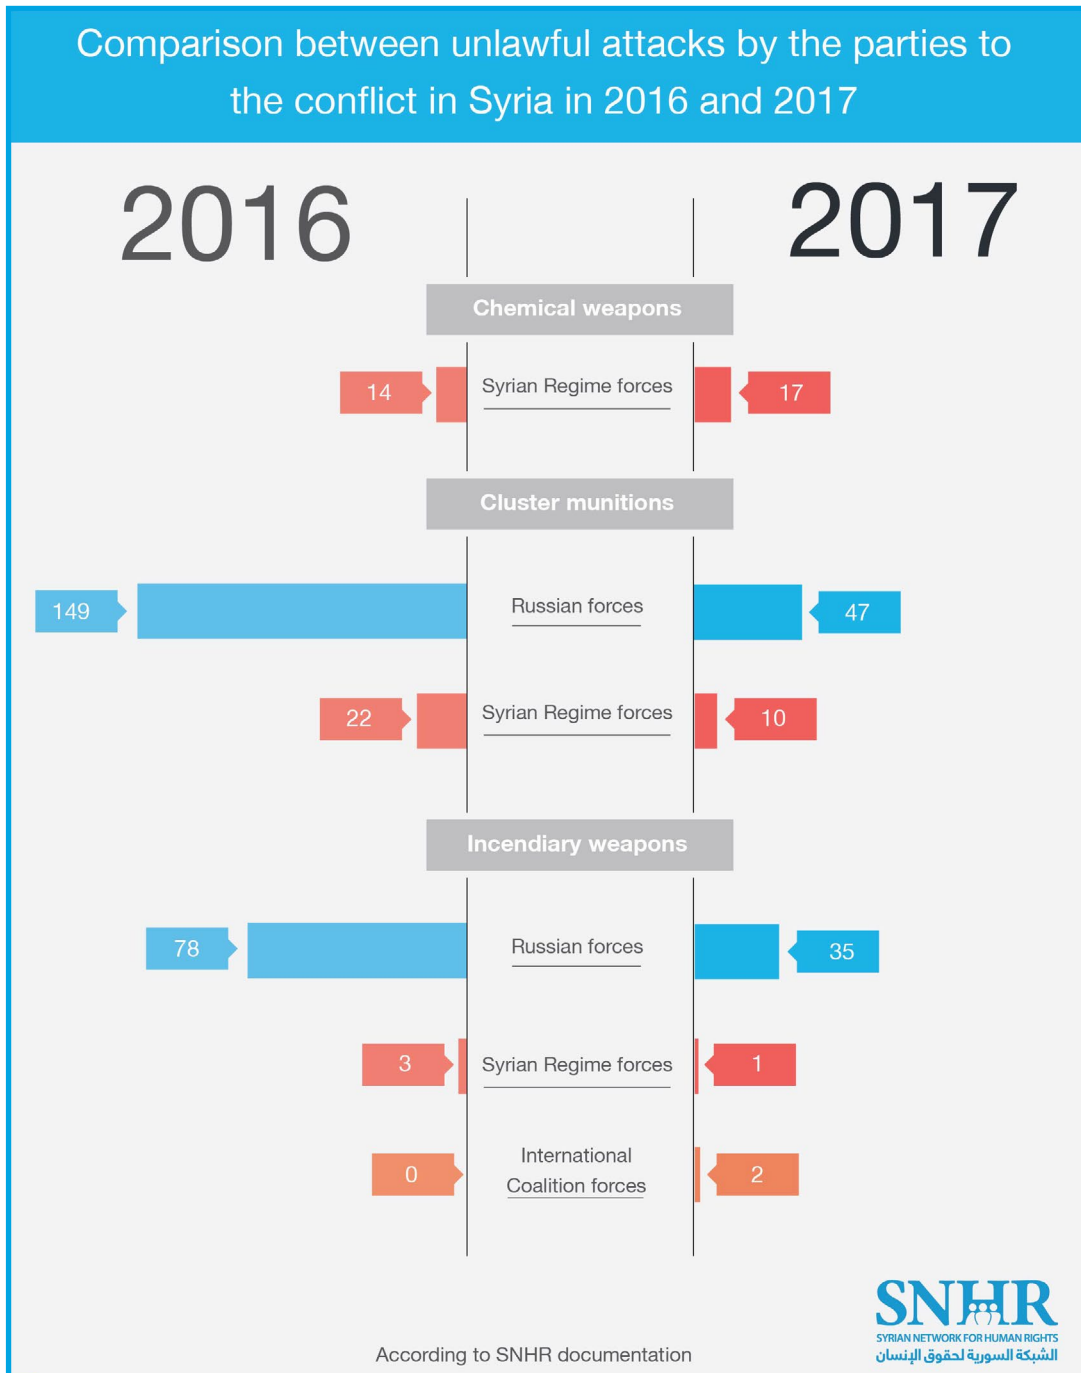 Comparison between unlawful attacks by the parties to
the conflict in Syria in 2016 and 2017
2016
2017
Chemical weapons
14
Syrian Regime forces
17
Cluster munitions
149
Russian forces
47
22
Syrian Regime forces
10
Incendiary weapons
78
Russian forces
35
3
Syrian Regime forces
1
0
International
Coalition forces
2
SNHR
SYRIAN NETWORK FOR HUMAN RIGHTS
الشبكة السورية لحقوق الإنسان
According to SNHR documentation